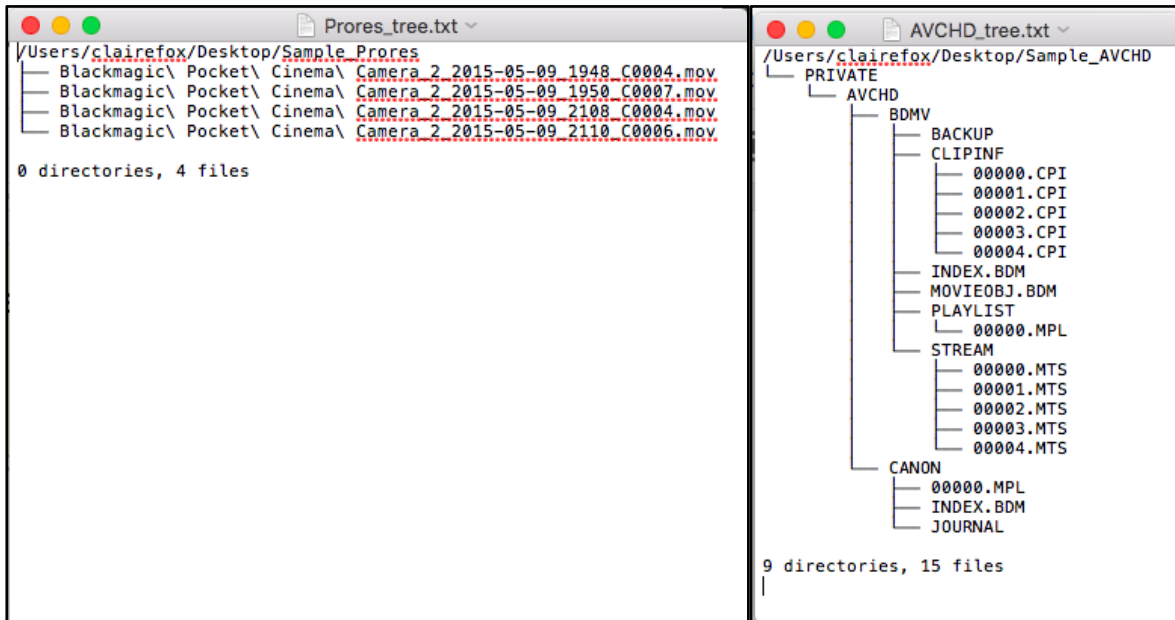 Prores_tree.txt
/Users/clairefox/Desktop/Sample_Prores
├── Blackmagic\ Pocket\ Cinema\ Camera_2_2015-05-09_1948_C0004.mov
├── Blackmagic\ Pocket\ Cinema\ Camera_2_2015-05-09_1950_C0007.mov
├── Blackmagic\ Pocket\ Cinema\ Camera_2_2015-05-09_2108_C0004.mov
└── Blackmagic\ Pocket\ Cinema\ Camera_2_2015-05-09_2110_C0006.mov
0 directories, 4 files
AVCHD_tree.txt
/Users/clairefox/Desktop/Sample_AVCHD
└── PRIVATE
    └── AVCHD
        ├── BDMV
        │   ├── BACKUP
        │   ├── CLIPINF
        │   │   ├── 00000.CPI
        │   │   ├── 00001.CPI
        │   │   ├── 00002.CPI
        │   │   ├── 00003.CPI
        │   │   └── 00004.CPI
        │   ├── INDEX.BDM
        │   ├── MOVIEOBJ.BDM
        │   ├── PLAYLIST
        │   │   └── 00000.MPL
        │   └── STREAM
        │       ├── 00000.MTS
        │       ├── 00001.MTS
        │       ├── 00002.MTS
        │       ├── 00003.MTS
        │       └── 00004.MTS
        └── CANON
            ├── 00000.MPL
            ├── INDEX.BDM
            └── JOURNAL
9 directories, 15 files